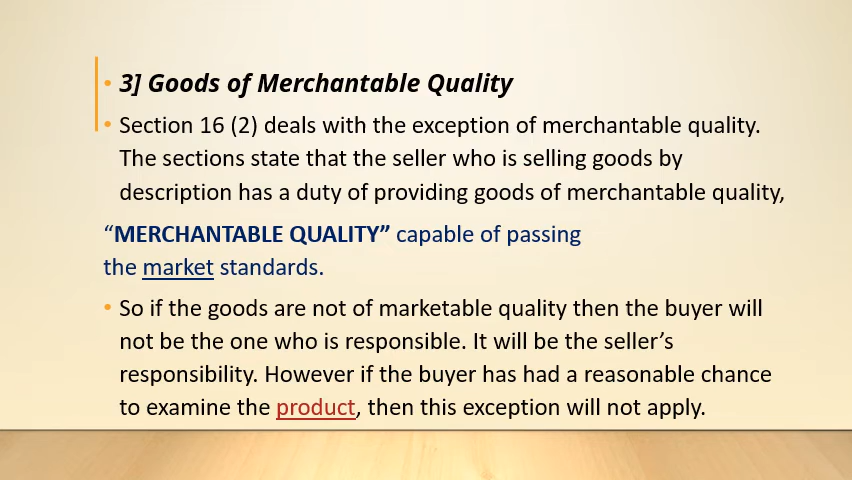 • 3] Goods of Merchantable Quality
• Section 16 (2) deals with the exception of merchantable quality.
The sections state that the seller who is selling goods by
description has a duty of providing goods of merchantable quality,
“MERCHANTABLE QUALITY” capable of passing
the market standards.
• So if the goods are not of marketable quality then the buyer will
not be the one who is responsible. It will be the seller’s
responsibility. However if the buyer has had a reasonable chance
to examine the product, then this exception will not apply.